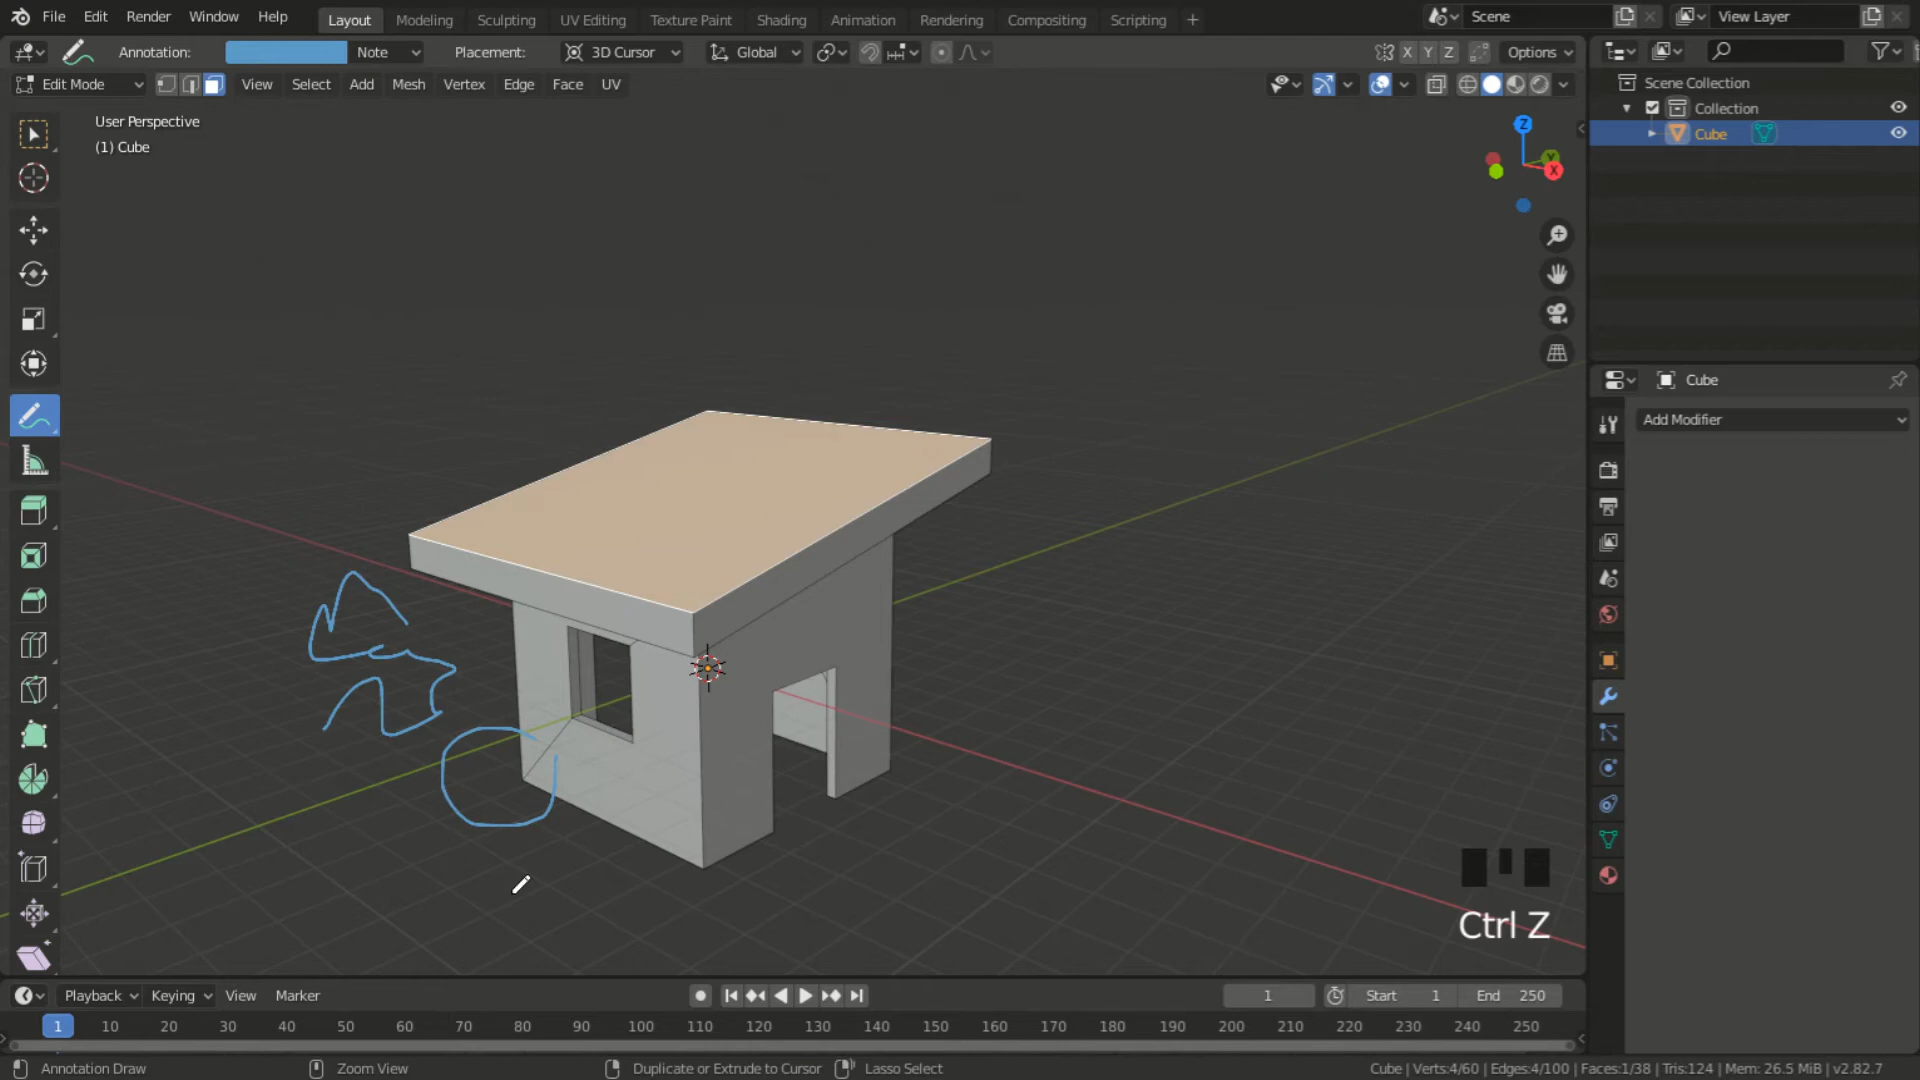 File Edit Render Window Help Layout Modeling Sculpting UV Editing Texture Paint Shading Animation Rendering Compositing Scripting + Scene View Layer
Annotation: Note Placement: 3D Cursor Global X Y Z Options
Edit Mode View Select Add Mesh Vertex Edge Face UV
Scene Collection
Collection
Cube
User Perspective
(1) Cube
Z
Y
X
Cube
Add Modifier
Ctrl Z
Playback Keying View Marker 1 Start 1 End 250
1 10 20 30 40 50 60 70 80 90 100 110 120 130 140 150 160 170 180 190 200 210 220 230 240 250
Annotation Draw Zoom View Duplicate or Extrude to Cursor Lasso Select Cube | Verts:4/60 | Edges:4/100 | Faces:1/38 | Tris:124 | Mem: 26.5 MiB | v2.82.7